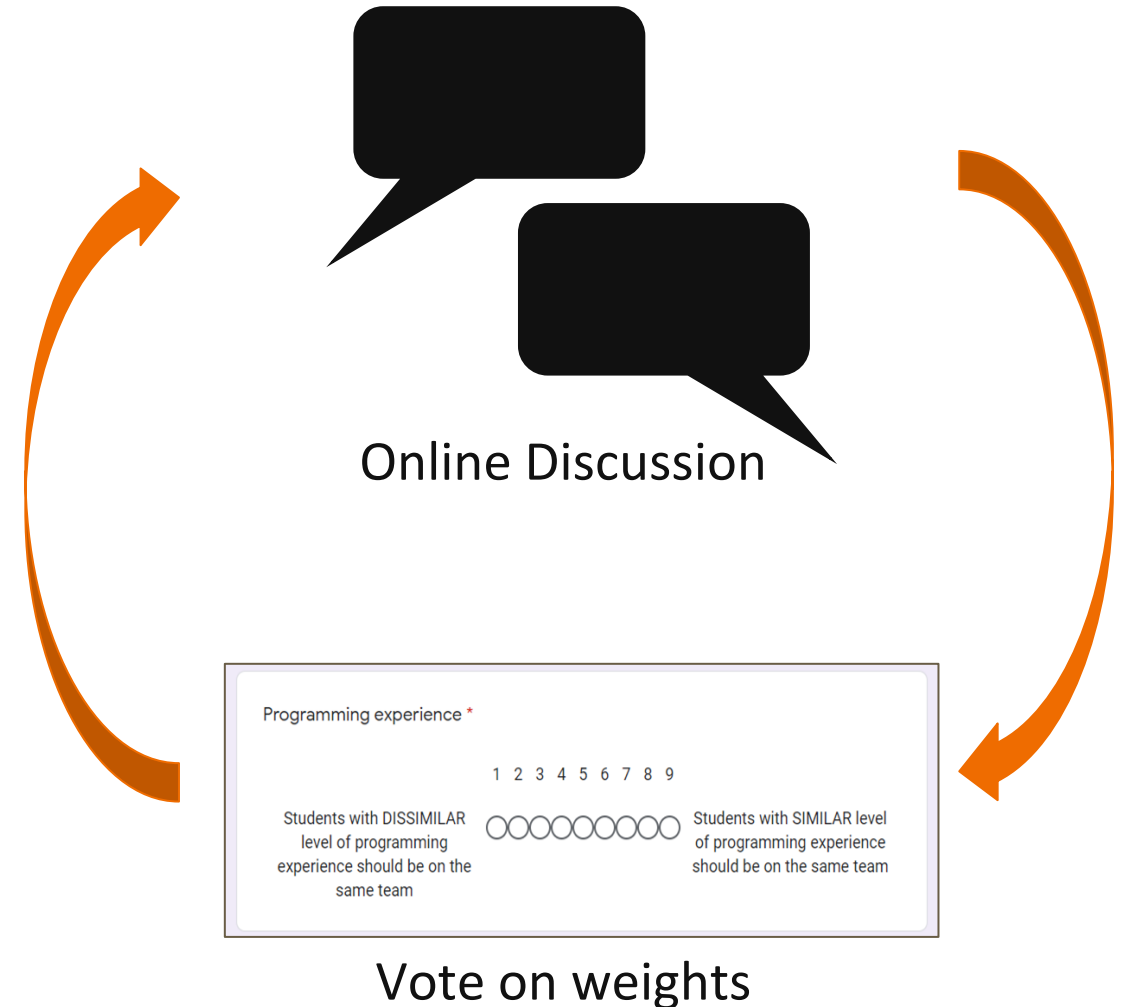 Online Discussion
Programming experience *
1 2 3 4 5 6 7 8 9
Students with DISSIMILAR
level of programming
experience should be on the
same team
Students with SIMILAR level
of programming experience
should be on the same team
Vote on weights